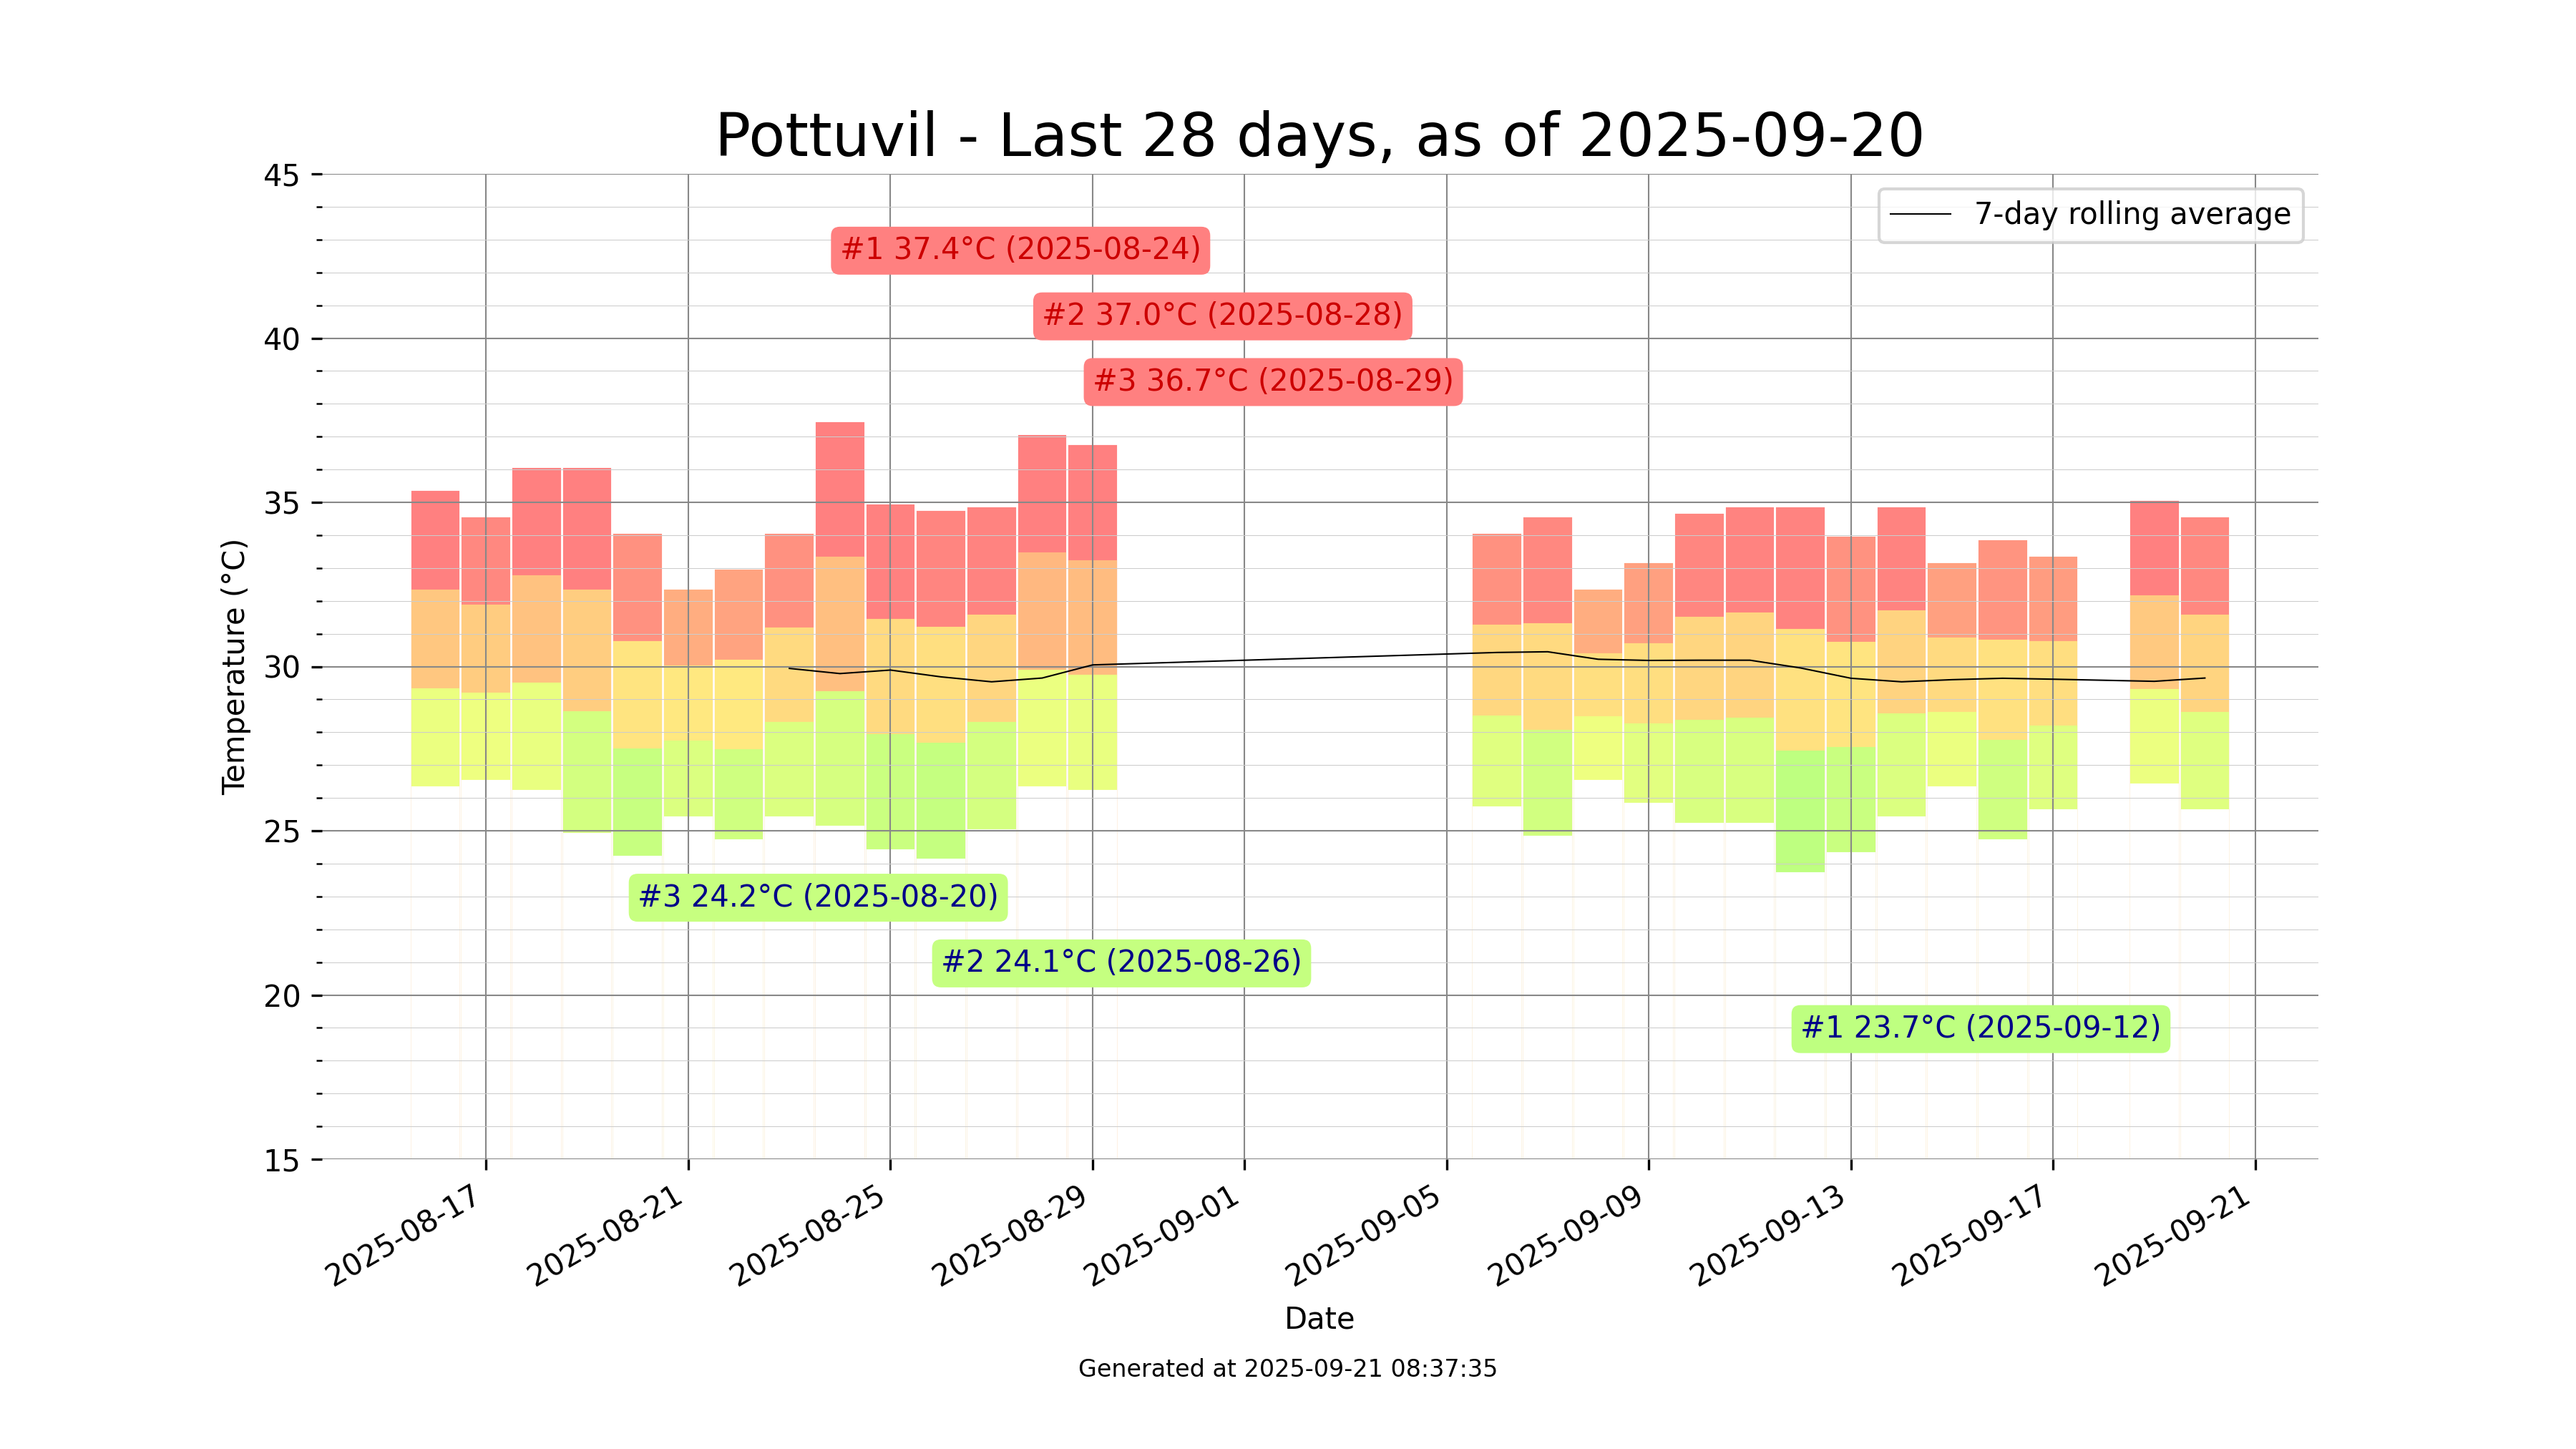 Pottuvil - Last 28 days, as of 2025-09-20
45
7-day rolling average
#1 37.4°C (2025-08-24)
#2 37.0°C (2025-08-28)
40
#3 36.7°C (2025-08-29)
35
30
Temperature (°C)
25
#3 24.2°C (2025-08-20)
#2 24.1°C (2025-08-26)
20
#1 23.7°C (2025-09-12)
15
2025-08-17
2025-08-21
2025-08-25
2025-08-29
2025-09-01
2025-09-05
2025-09-09
2025-09-13
2025-09-17
2025-09-21
Date
Generated at 2025-09-21 08:37:35